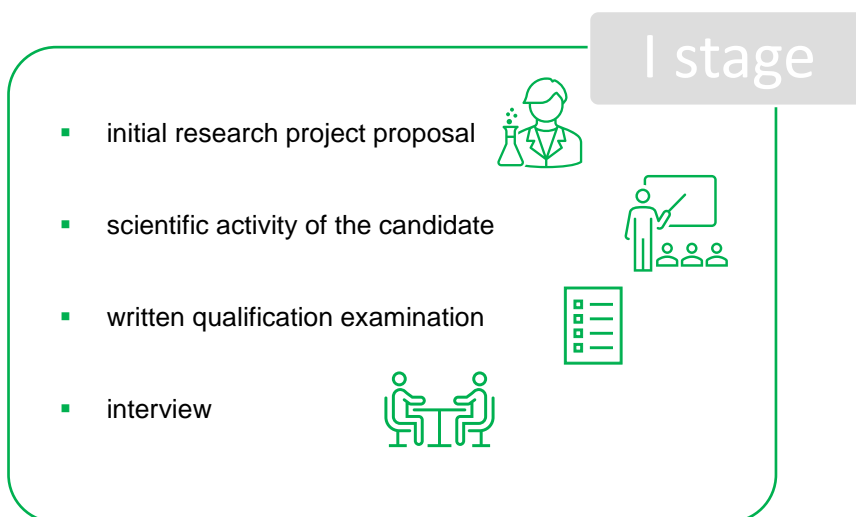 I stage
▪ initial research project proposal
▪ scientific activity of the candidate
▪ written qualification examination
▪ interview